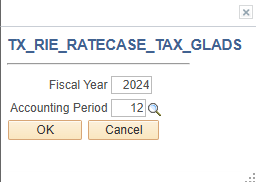 TX_RIE_RATECASE_TAX_GLADS
Fiscal Year 2024
Accounting Period 12
OK Cancel